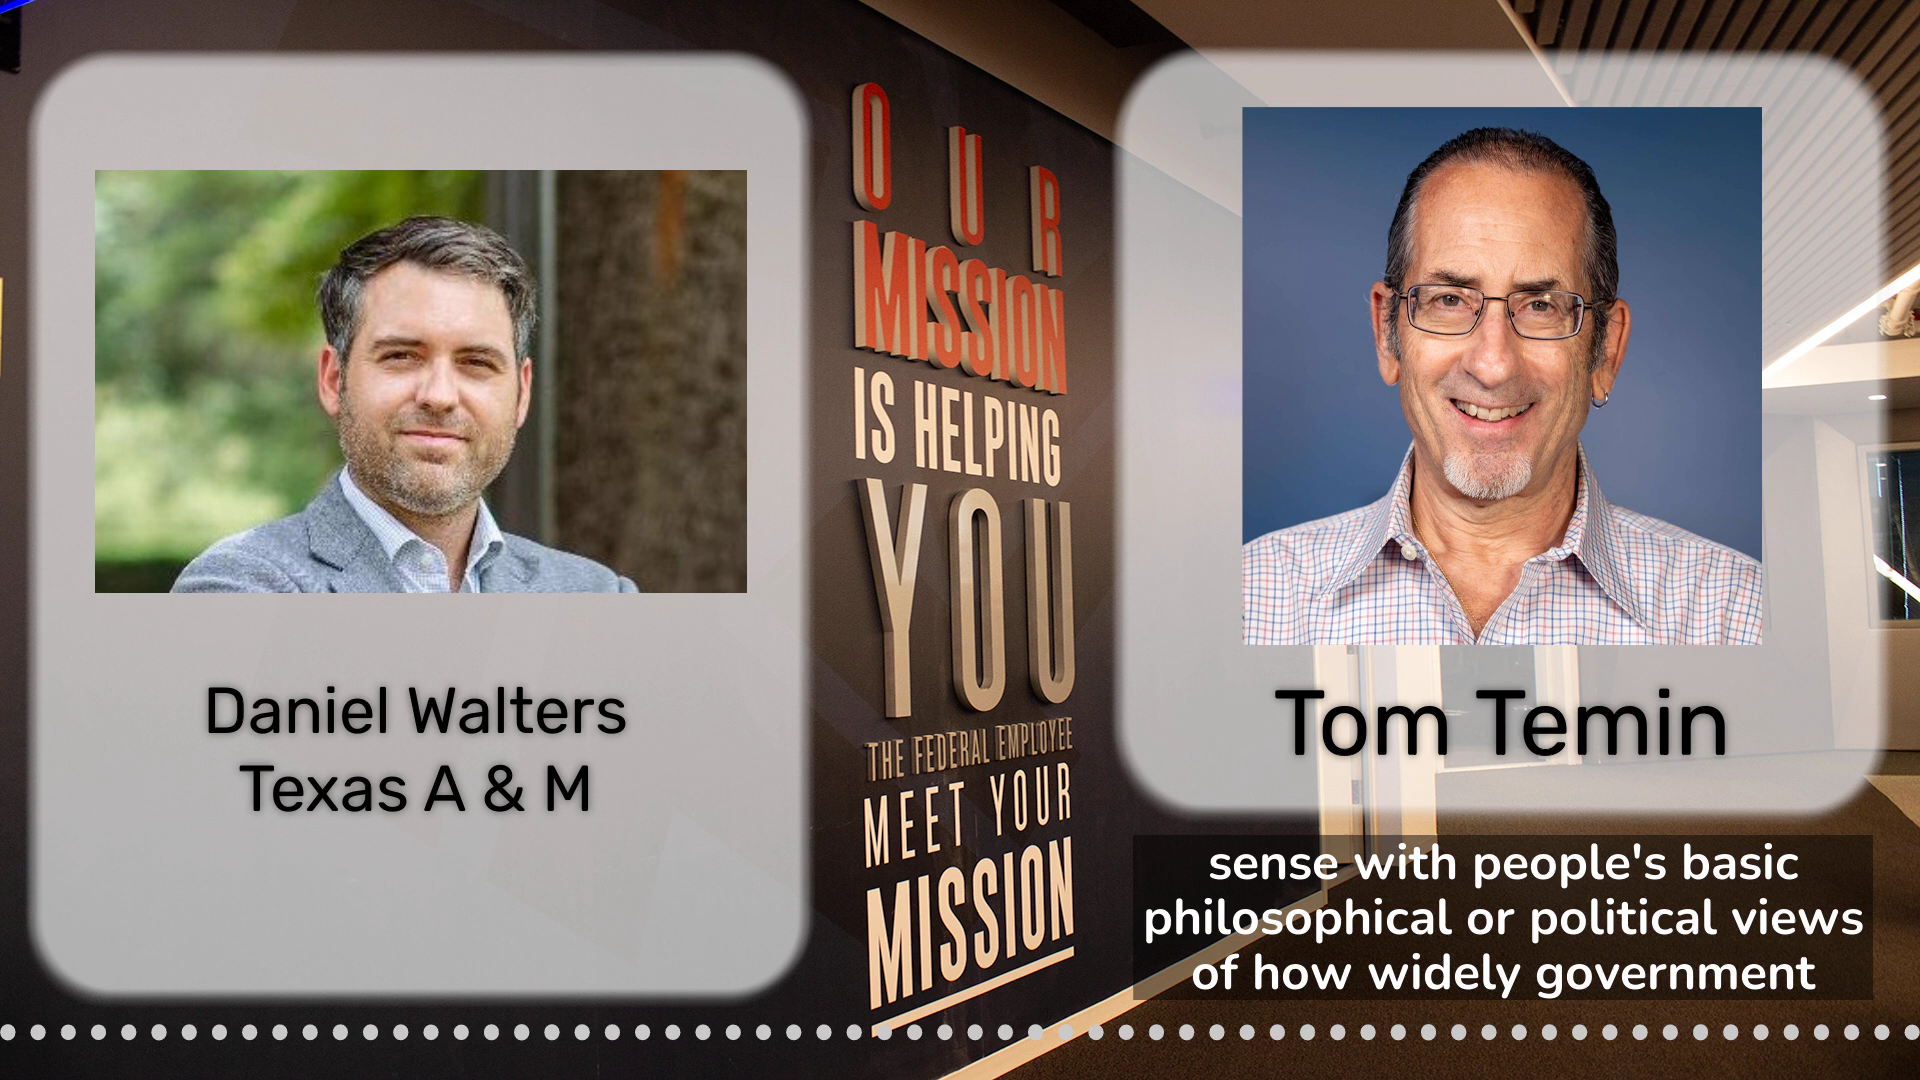 Daniel Walters
Texas A & M
OUR
MISSION
IS HELPING
YOU
THE FEDERAL EMPLOYEE
MEET YOUR
MISSION
Tom Temin
sense with people's basic
philosophical or political views
of how widely government